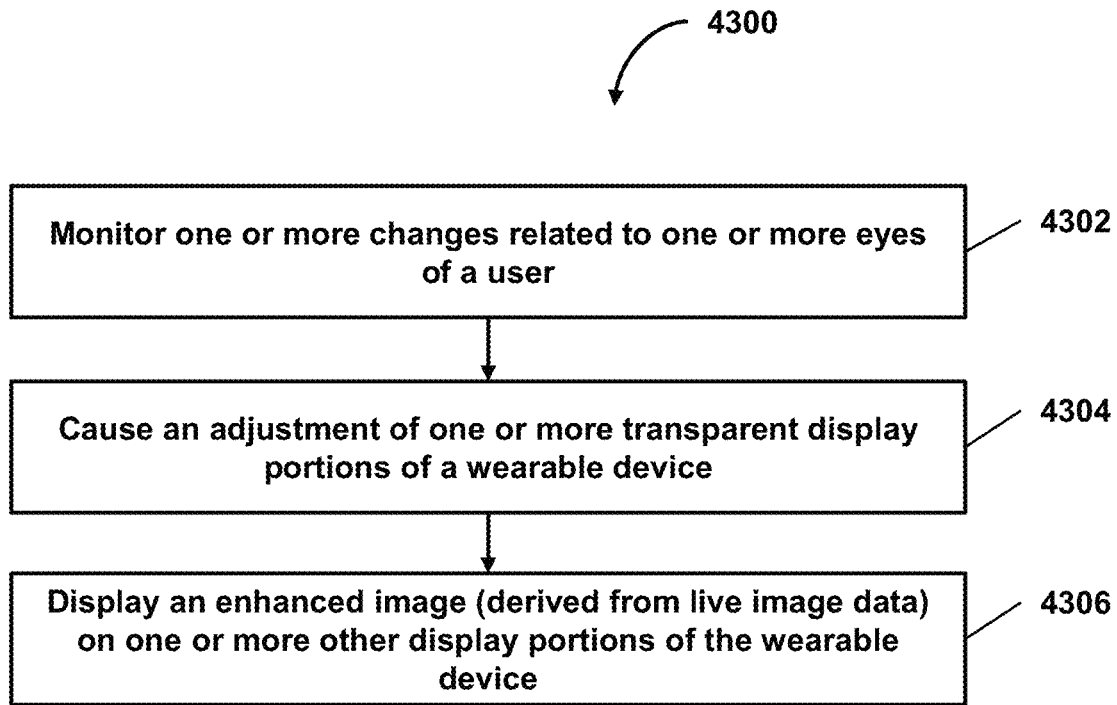 4300
Monitor one or more changes related to one or more eyes
of a user
4302
Cause an adjustment of one or more transparent display
portions of a wearable device
4304
Display an enhanced image (derived from live image data)
on one or more other display portions of the wearable
device
4306